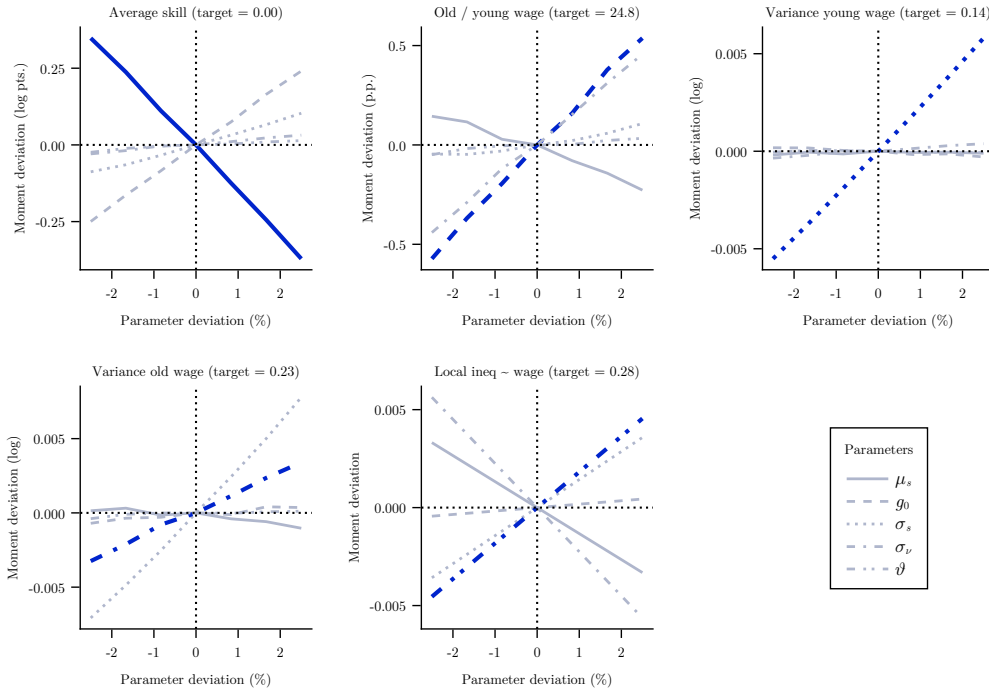 Average skill (target = 0.00)
Moment deviation (log pts.)
0.25
0.00
-0.25
-2 -1 0 1 2
Parameter deviation (%)
Old / young wage (target = 24.8)
Moment deviation (p.p.)
0.5
0.0
-0.5
-2 -1 0 1 2
Parameter deviation (%)
Variance young wage (target = 0.14)
Moment deviation (log)
0.005
0.000
-0.005
-2 -1 0 1 2
Parameter deviation (%)
Variance old wage (target = 0.23)
Moment deviation (log)
0.005
0.000
-0.005
-2 -1 0 1 2
Parameter deviation (%)
Local ineq ~ wage (target = 0.28)
Moment deviation
0.005
0.000
-0.005
-2 -1 0 1 2
Parameter deviation (%)
Parameters
μₛ
g₀
σₛ
σ_ν
ϑ